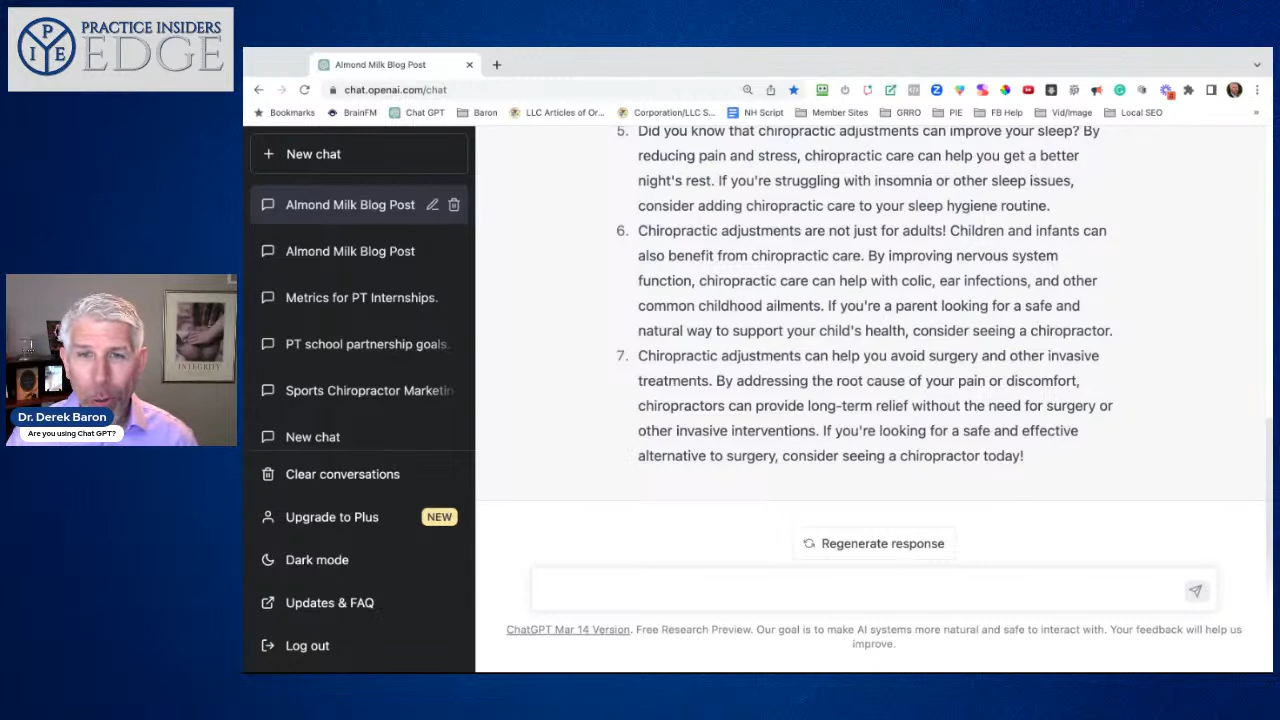 PRACTICE INSIDERS
EDGE
P
I
E
Almond Milk Blog Post
chat.openai.com/chat
Bookmarks
BrainFM
Chat GPT
Baron
LLC Articles of Or...
Corporation/LLC S...
NH Script
Member Sites
GRRO
PIE
FB Help
Vid/Image
Local SEO
New chat
Almond Milk Blog Post
Almond Milk Blog Post
Metrics for PT Internships.
PT school partnership goals.
Sports Chiropractor Marketin
New chat
Clear conversations
Upgrade to Plus
NEW
Dark mode
Updates & FAQ
Log out
5. Did you know that chiropractic adjustments can improve your sleep? By
reducing pain and stress, chiropractic care can help you get a better
night's rest. If you're struggling with insomnia or other sleep issues,
consider adding chiropractic care to your sleep hygiene routine.
6. Chiropractic adjustments are not just for adults! Children and infants can
also benefit from chiropractic care. By improving nervous system
function, chiropractic care can help with colic, ear infections, and other
common childhood ailments. If you're a parent looking for a safe and
natural way to support your child's health, consider seeing a chiropractor.
7. Chiropractic adjustments can help you avoid surgery and other invasive
treatments. By addressing the root cause of your pain or discomfort,
chiropractors can provide long-term relief without the need for surgery or
other invasive interventions. If you're looking for a safe and effective
alternative to surgery, consider seeing a chiropractor today!
Regenerate response
ChatGPT Mar 14 Version. Free Research Preview. Our goal is to make AI systems more natural and safe to interact with. Your feedback will help us
improve.
INTEGRITY
Dr. Derek Baron
Are you using Chat GPT?